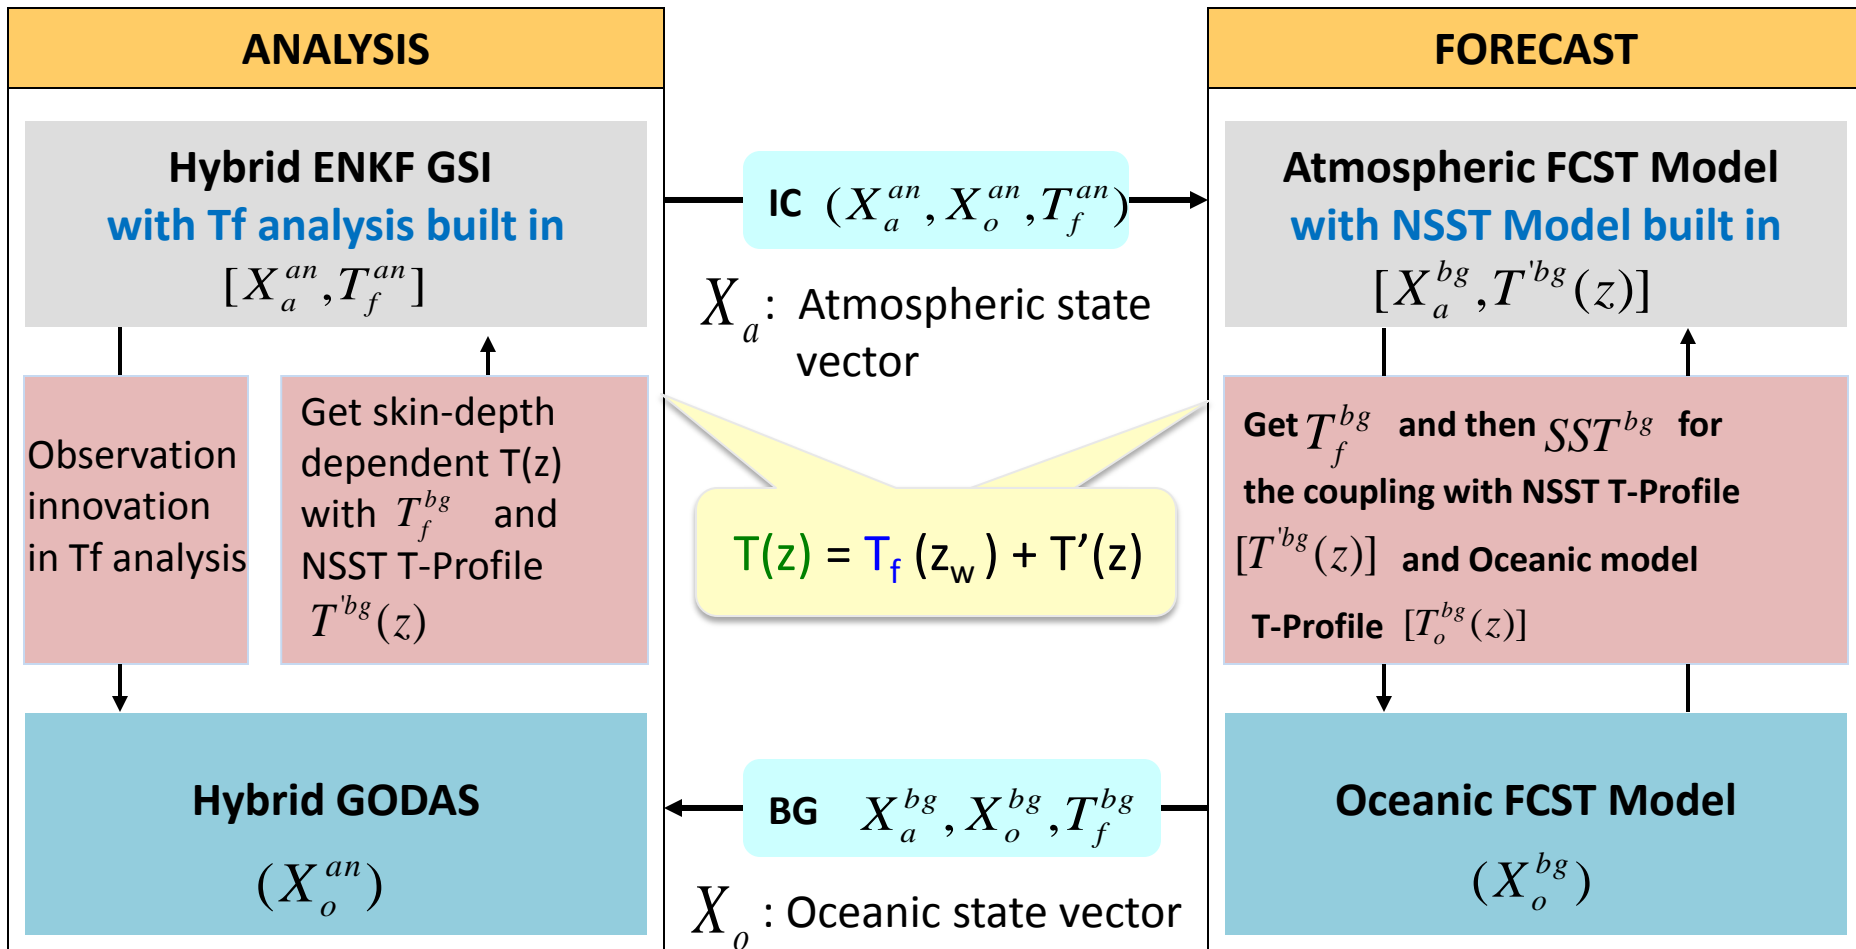 ANALYSIS
Hybrid ENKF GSI
with Tf analysis built in
[X_a^{an}, T_f^{an}]
Observation
innovation
in Tf analysis
Get skin-depth
dependent T(z)
with T_f^{bg} and
NSST T-Profile
T'^{bg}(z)
Hybrid GODAS
(X_o^{an})
IC (X_a^{an}, X_o^{an}, T_f^{an})
X_a : Atmospheric state
vector
T(z) = T_f (z_w) + T’(z)
BG X_a^{bg}, X_o^{bg}, T_f^{bg}
X_o : Oceanic state vector
FORECAST
Atmospheric FCST Model
with NSST Model built in
[X_a^{bg}, T'^{bg}(z)]
Get T_f^{bg} and then SST^{bg} for
the coupling with NSST T-Profile
[T'^{bg}(z)] and Oceanic model
T-Profile [T_o^{bg}(z)]
Oceanic FCST Model
(X_o^{bg})